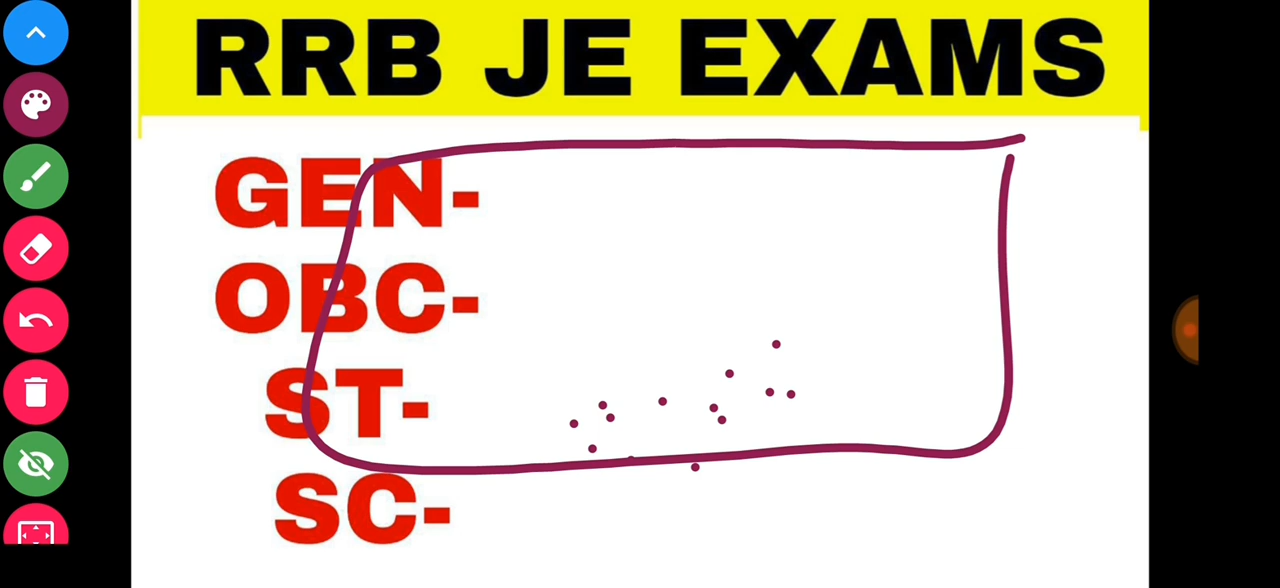 RRB JE EXAMS
GEN-
OBC-
ST-
SC-